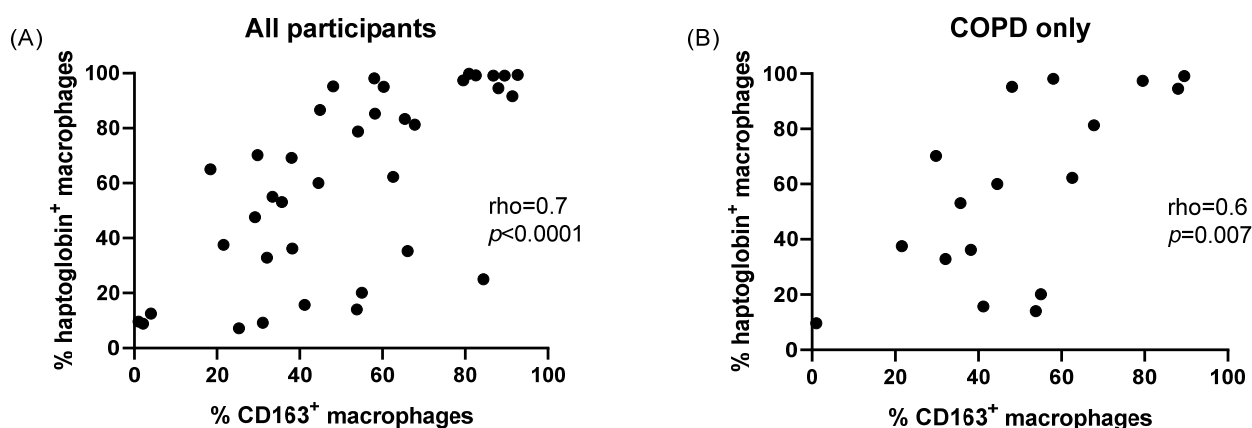 (A)
All participants
% haptoglobin⁺ macrophages
100
80
60
40
20
0
0 20 40 60 80 100
% CD163⁺ macrophages
rho=0.7
p<0.0001
(B)
COPD only
% haptoglobin⁺ macrophages
100
80
60
40
20
0
0 20 40 60 80 100
% CD163⁺ macrophages
rho=0.6
p=0.007